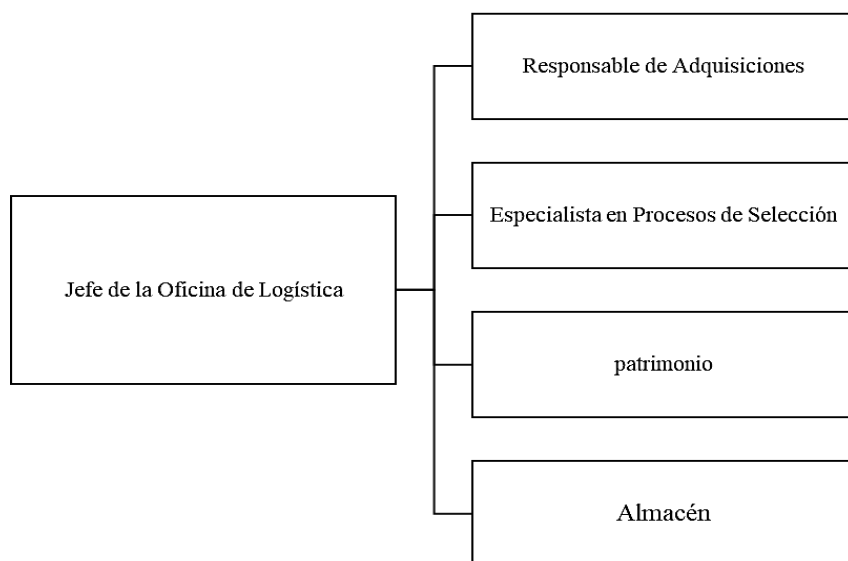 Responsable de Adquisiciones
Especialista en Procesos de Selección
Jefe de la Oficina de Logística
patrimonio
Almacén